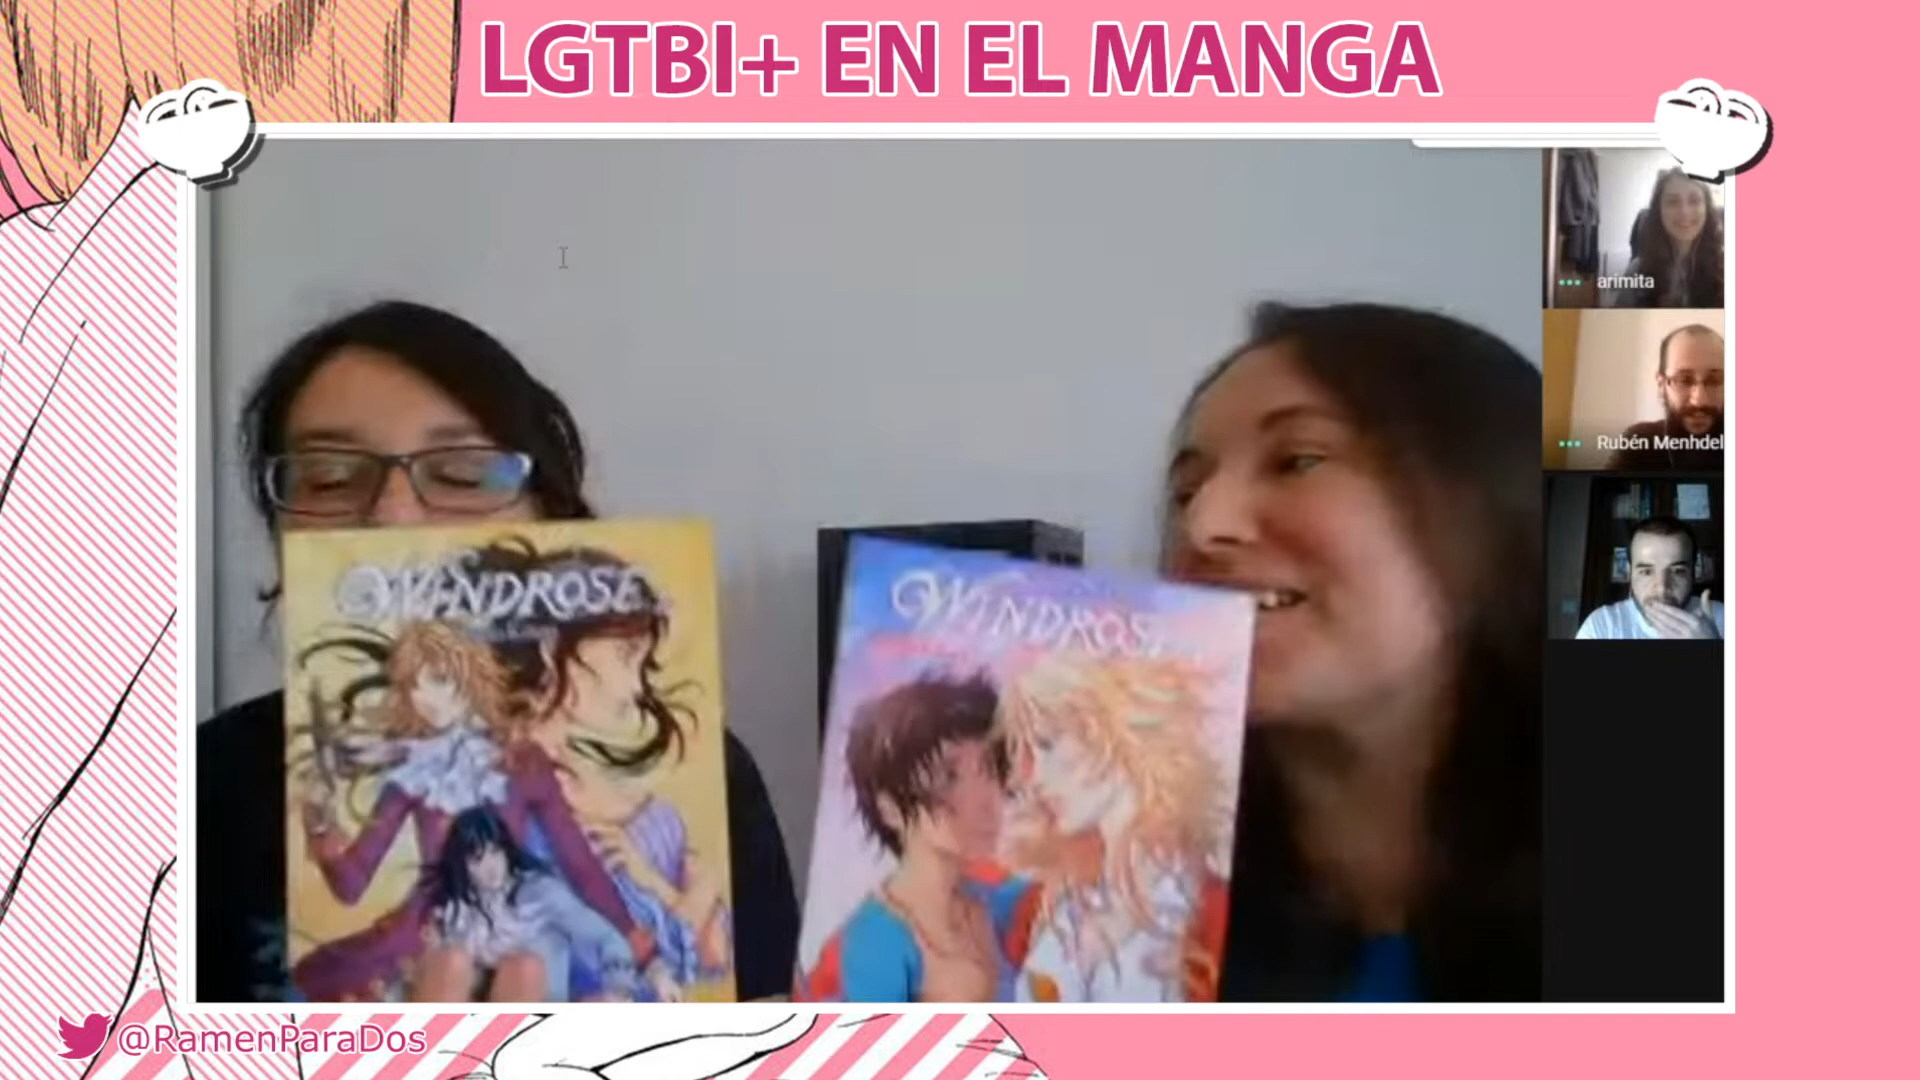 LGTBI+ EN EL MANGA
arimita
Rubén Menhdel
WINDROSE
WINDROSE
@RamenParaDos